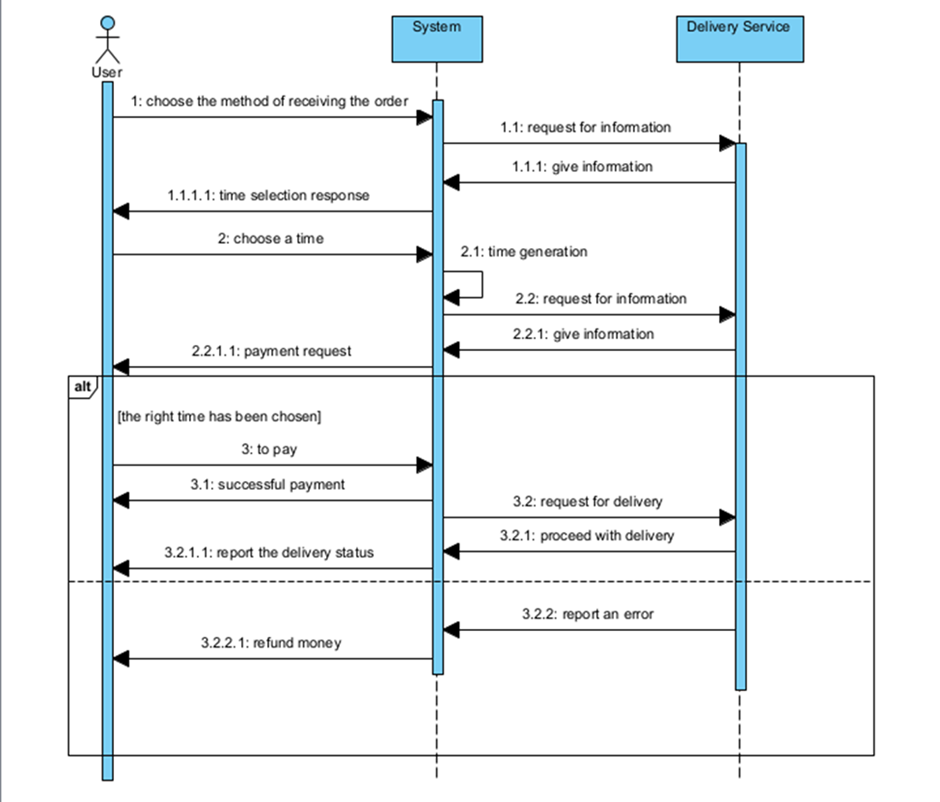 System
Delivery Service
User
1: choose the method of receiving the order
1.1: request for information
1.1.1: give information
1.1.1.1: time selection response
2: choose a time
2.1: time generation
2.2: request for information
2.2.1: give information
2.2.1.1: payment request
alt
[the right time has been chosen]
3: to pay
3.1: successful payment
3.2: request for delivery
3.2.1: proceed with delivery
3.2.1.1: report the delivery status
3.2.2: report an error
3.2.2.1: refund money